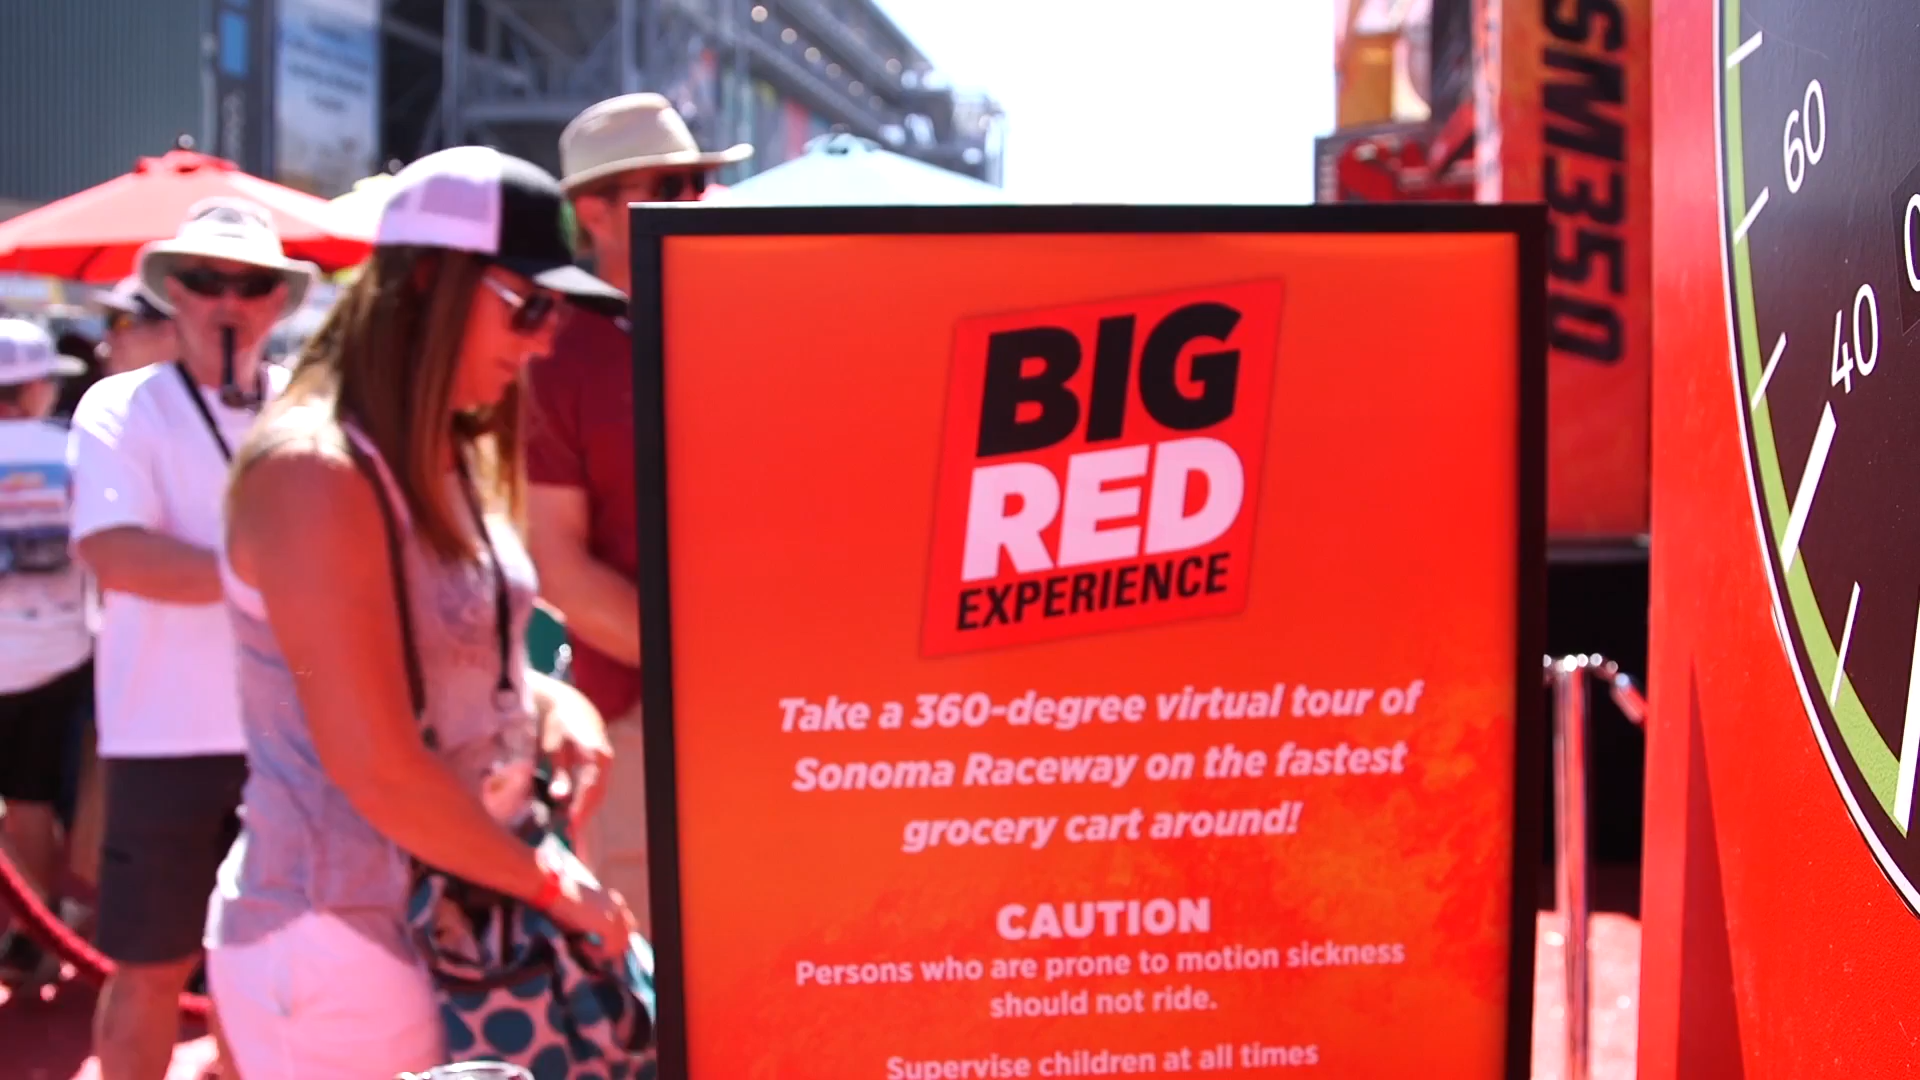 BIG
RED
EXPERIENCE
Take a 360-degree virtual tour of
Sonoma Raceway on the fastest
grocery cart around!
CAUTION
Persons who are prone to motion sickness
should not ride.
Supervise children at all times
SM350
60
40